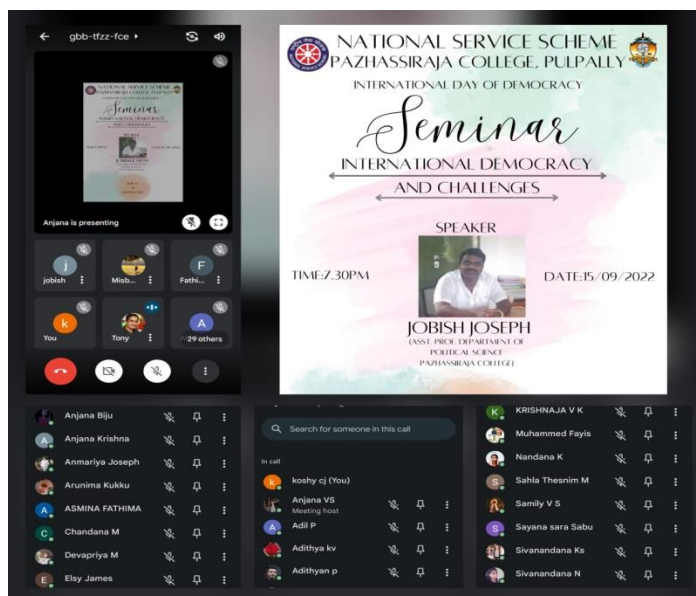 gbb-tfzz-fce
Anjana is presenting
jobish
Misb...
Fathi...
You
Tony
29 others
NATIONAL SERVICE SCHEME
PAZHASSIRAJA COLLEGE, PULPALLY
INTERNATIONAL DAY OF DEMOCRACY
Seminar
INTERNATIONAL DEMOCRACY
AND CHALLENGES
SPEAKER
TIME:7.30PM
DATE:15/09/2022
JOBISH JOSEPH
(ASST. PROF. DEPARTMENT OF
POLITICAL SCIENCE
PAZHASSIRAJA COLLEGE)
Anjana Biju
Anjana Krishna
Anmariya Joseph
Arunima Kukku
ASMINA FATHIMA
Chandana M
Devapriya M
Elsy James
Search for someone in this call
In call
koshy cj (You)
Anjana VS
Meeting host
Adil P
Adithya kv
Adithyan p
KRISHNAJA V K
Muhammed Fayis
Nandana K
Sahla Thesnim M
Samily V S
Sayana sara Sabu
Sivanandana Ks
Sivanandana N